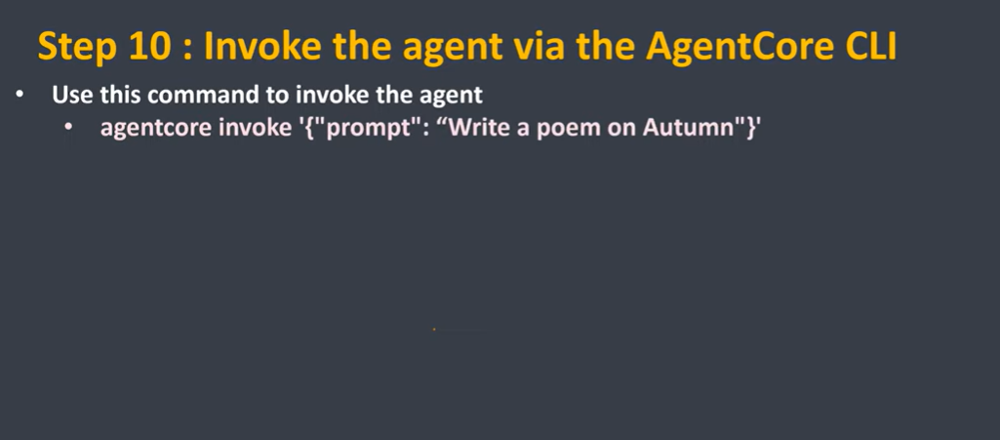 Step 10 : Invoke the agent via the AgentCore CLI
• Use this command to invoke the agent
• agentcore invoke '{"prompt": “Write a poem on Autumn"}'